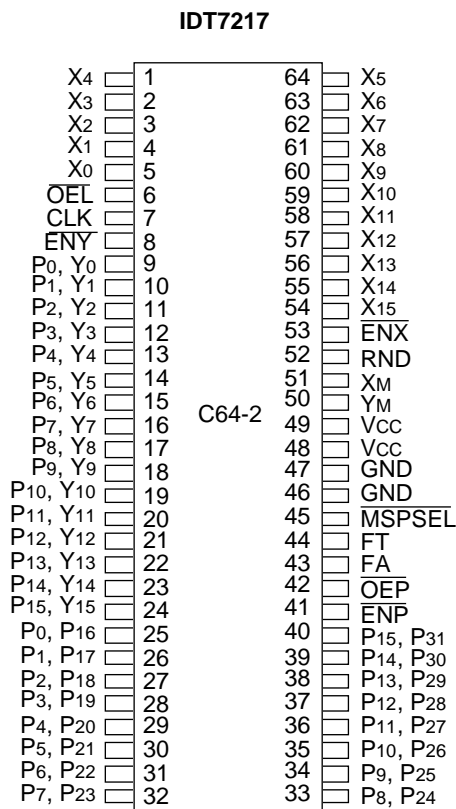 IDT7217
X4 1 64 X5
X3 2 63 X6
X2 3 62 X7
X1 4 61 X8
X0 5 60 X9
O̅E̅L̅ 6 59 X10
CLK 7 58 X11
E̅N̅Y̅ 8 57 X12
P0, Y0 9 56 X13
P1, Y1 10 55 X14
P2, Y2 11 54 X15
P3, Y3 12 53 E̅N̅X̅
P4, Y4 13 52 RND
P5, Y5 14 51 XM
P6, Y6 15 50 YM
C64-2
P7, Y7 16 49 VCC
P8, Y8 17 48 VCC
P9, Y9 18 47 GND
P10, Y10 19 46 GND
P11, Y11 20 45 M̅S̅P̅S̅E̅L̅
P12, Y12 21 44 FT
P13, Y13 22 43 FA
P14, Y14 23 42 O̅E̅P̅
P15, Y15 24 41 E̅N̅P̅
P0, P16 25 40 P15, P31
P1, P17 26 39 P14, P30
P2, P18 27 38 P13, P29
P3, P19 28 37 P12, P28
P4, P20 29 36 P11, P27
P5, P21 30 35 P10, P26
P6, P22 31 34 P9, P25
P7, P23 32 33 P8, P24